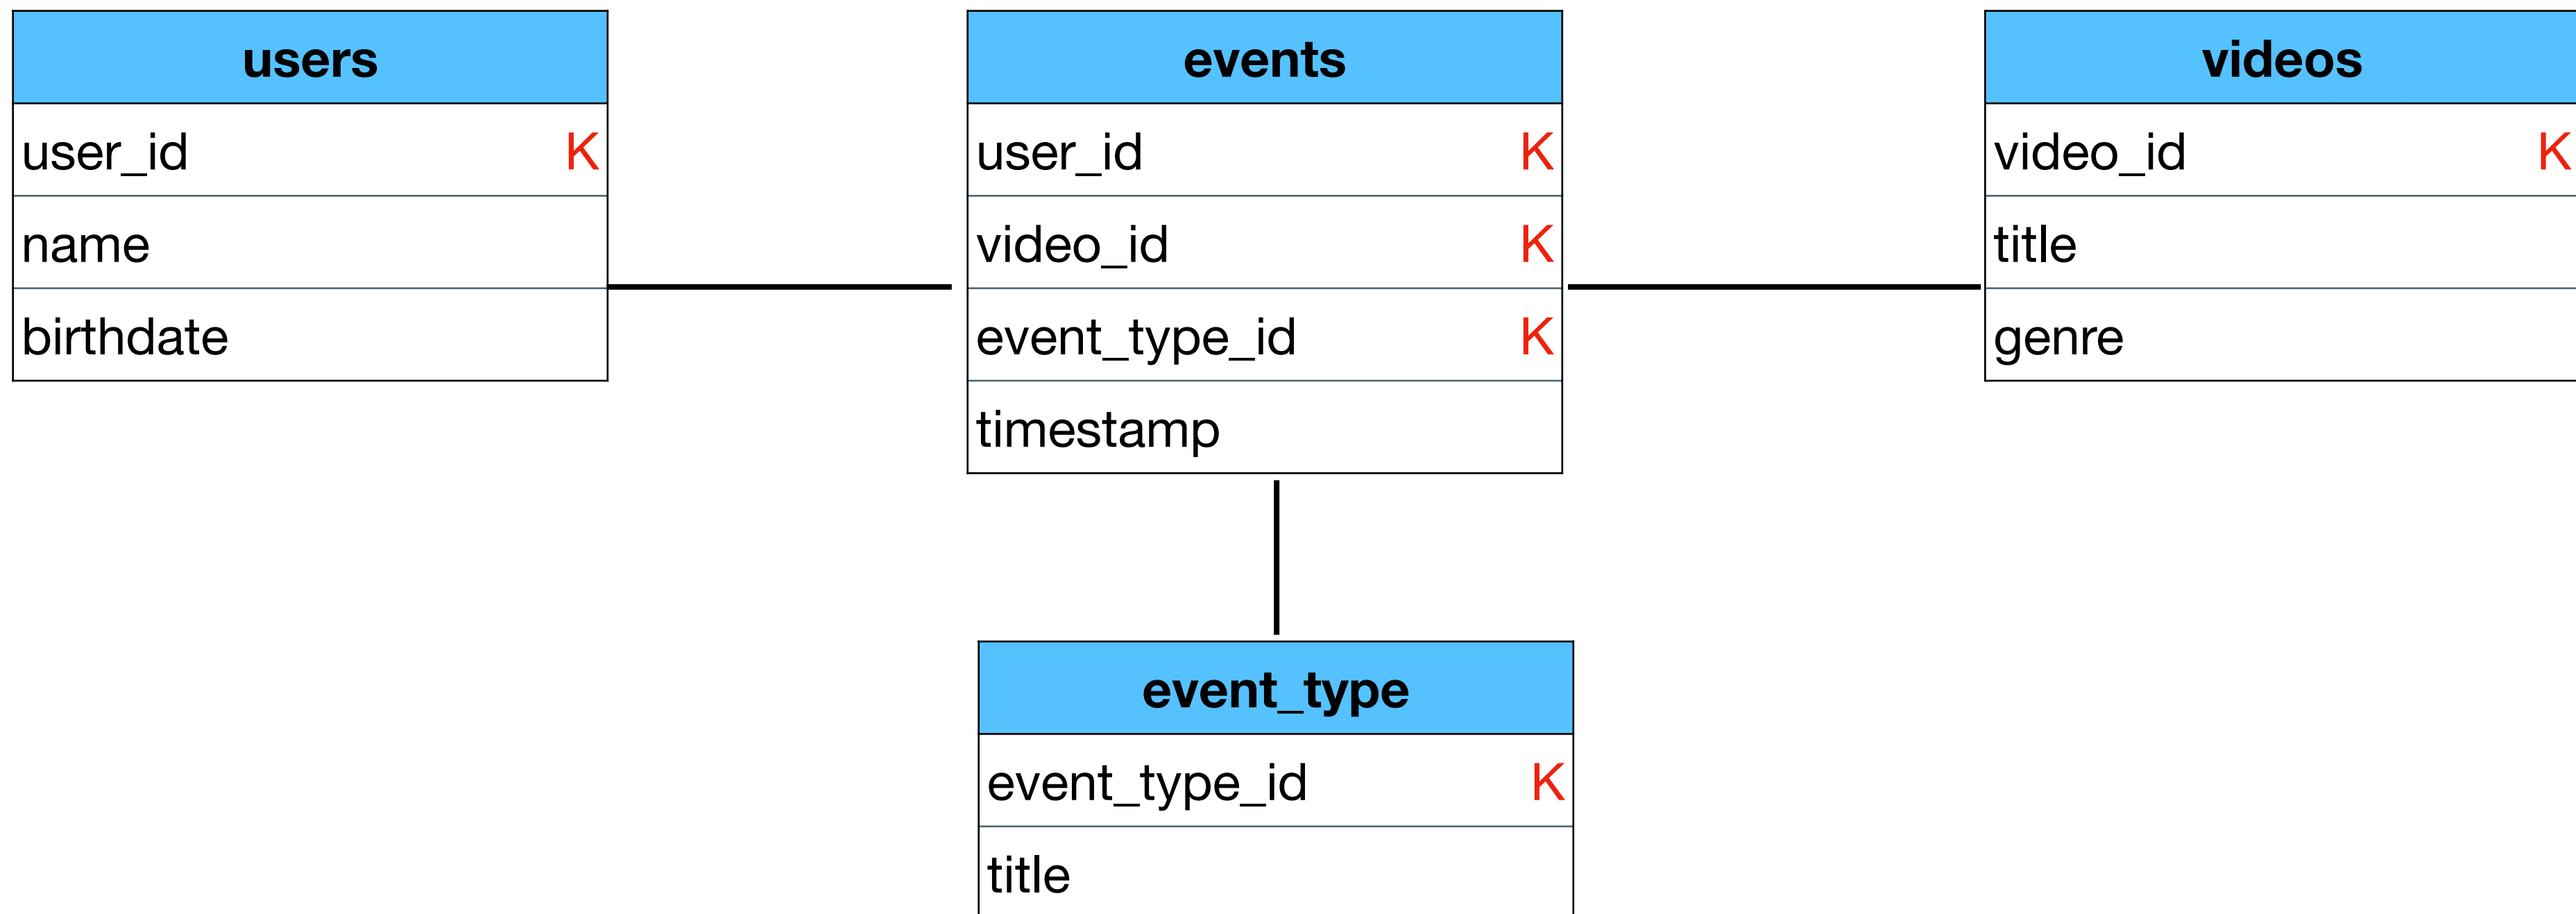 users
user_id K
name
birthdate
events
user_id K
video_id K
event_type_id K
timestamp
videos
video_id K
title
genre
event_type
event_type_id K
title